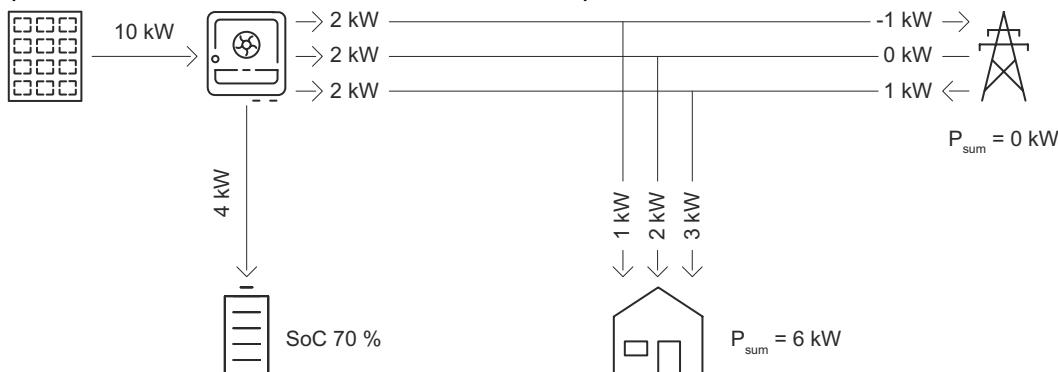 10 kW
2 kW
2 kW
2 kW
-1 kW
0 kW
1 kW
P_sum = 0 kW
4 kW
1 kW
2 kW
3 kW
SoC 70 %
P_sum = 6 kW